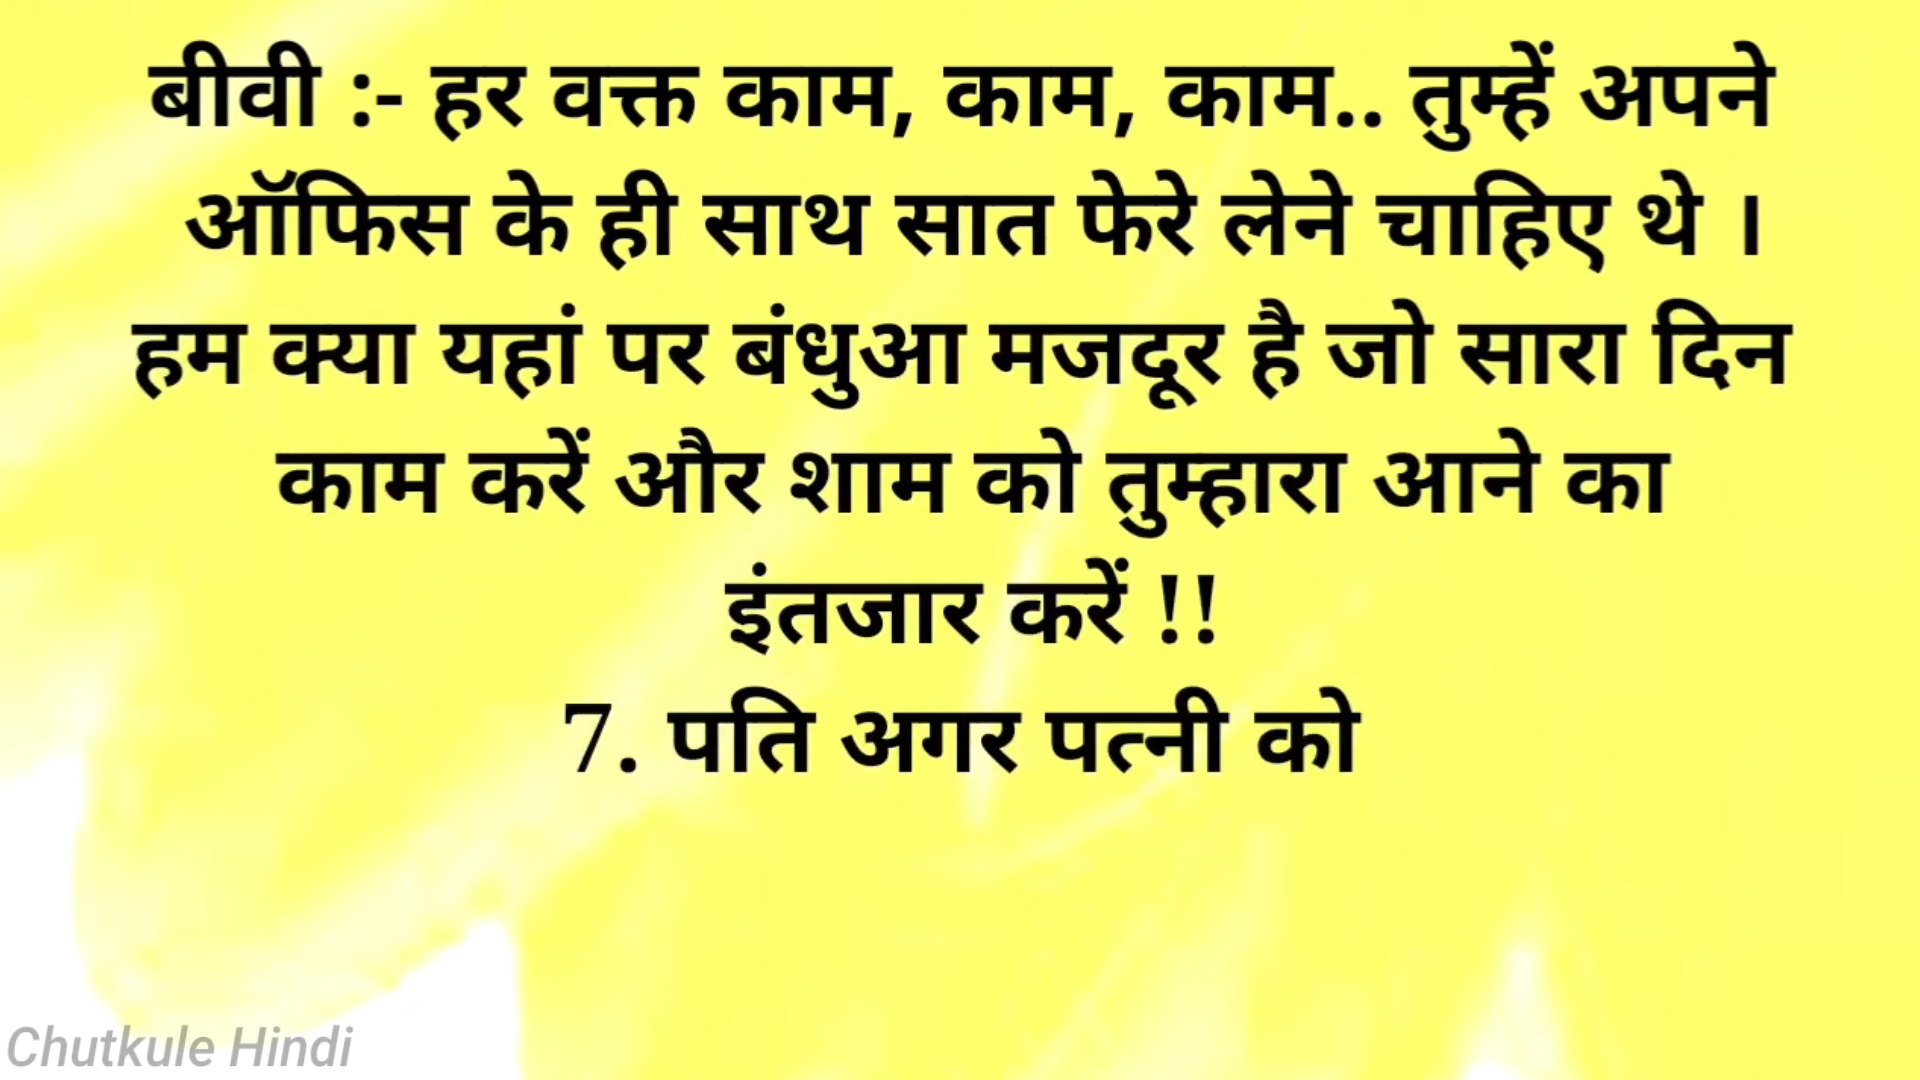 बीवी :- हर वक्त काम, काम, काम.. तुम्हें अपने
ऑफिस के ही साथ सात फेरे लेने चाहिए थे ।
हम क्या यहां पर बंधुआ मजदूर है जो सारा दिन
काम करें और शाम को तुम्हारा आने का
इंतजार करें !!
7. पति अगर पत्नी को
Chutkule Hindi